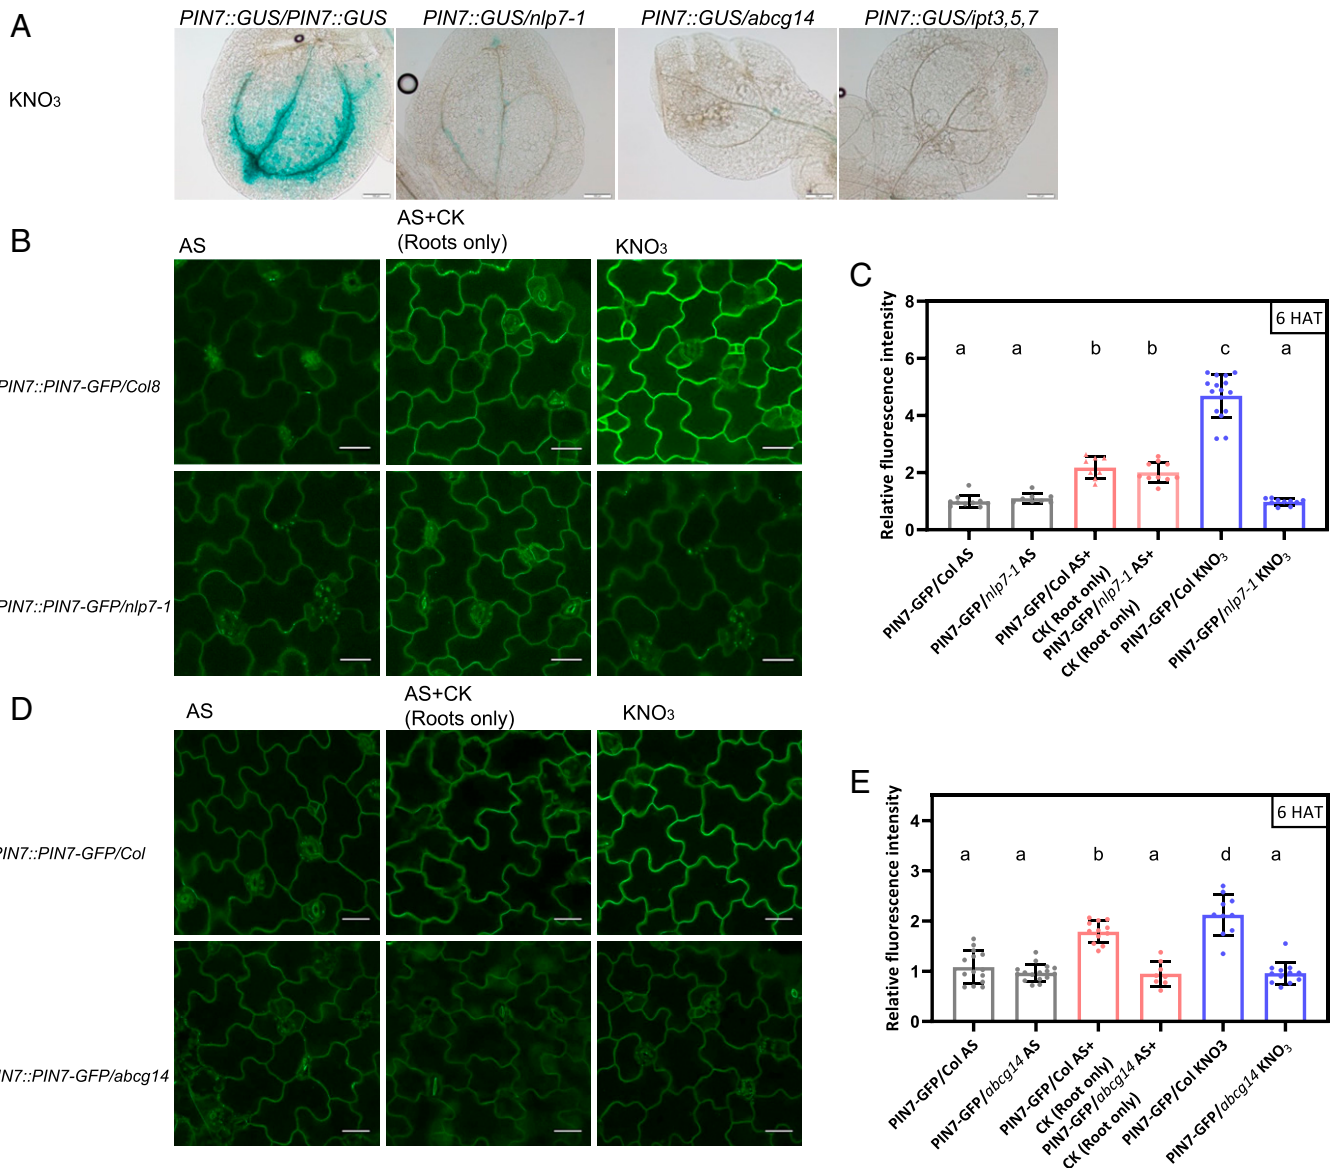 A
PIN7::GUS/PIN7::GUS
PIN7::GUS/nlp7-1
PIN7::GUS/abcg14
PIN7::GUS/ipt3,5,7
KNO3
B
AS
AS+CK
(Roots only)
KNO3
PIN7::PIN7-GFP/Col8
PIN7::PIN7-GFP/nlp7-1
C
Relative fluorescence intensity
8
6
4
2
0
6 HAT
a a b b c a
PIN7-GFP/Col AS
PIN7-GFP/nlp7-1 AS
PIN7-GFP/Col AS+
CK( Root only)
PIN7-GFP/nlp7-1 AS+
CK (Root only)
PIN7-GFP/Col KNO3
PIN7-GFP/nlp7-1 KNO3
D
AS
AS+CK
(Roots only)
KNO3
PIN7::PIN7-GFP/Col
IN7::PIN7-GFP/abcg14
E
Relative fluorescence intensity
4
3
2
1
0
6 HAT
a a b a d a
PIN7-GFP/Col AS
PIN7-GFP/abcg14 AS
PIN7-GFP/Col AS+
CK (Root only)
PIN7-GFP/abcg14 AS+
CK (Root only)
PIN7-GFP/Col KNO3
PIN7-GFP/abcg14 KNO3